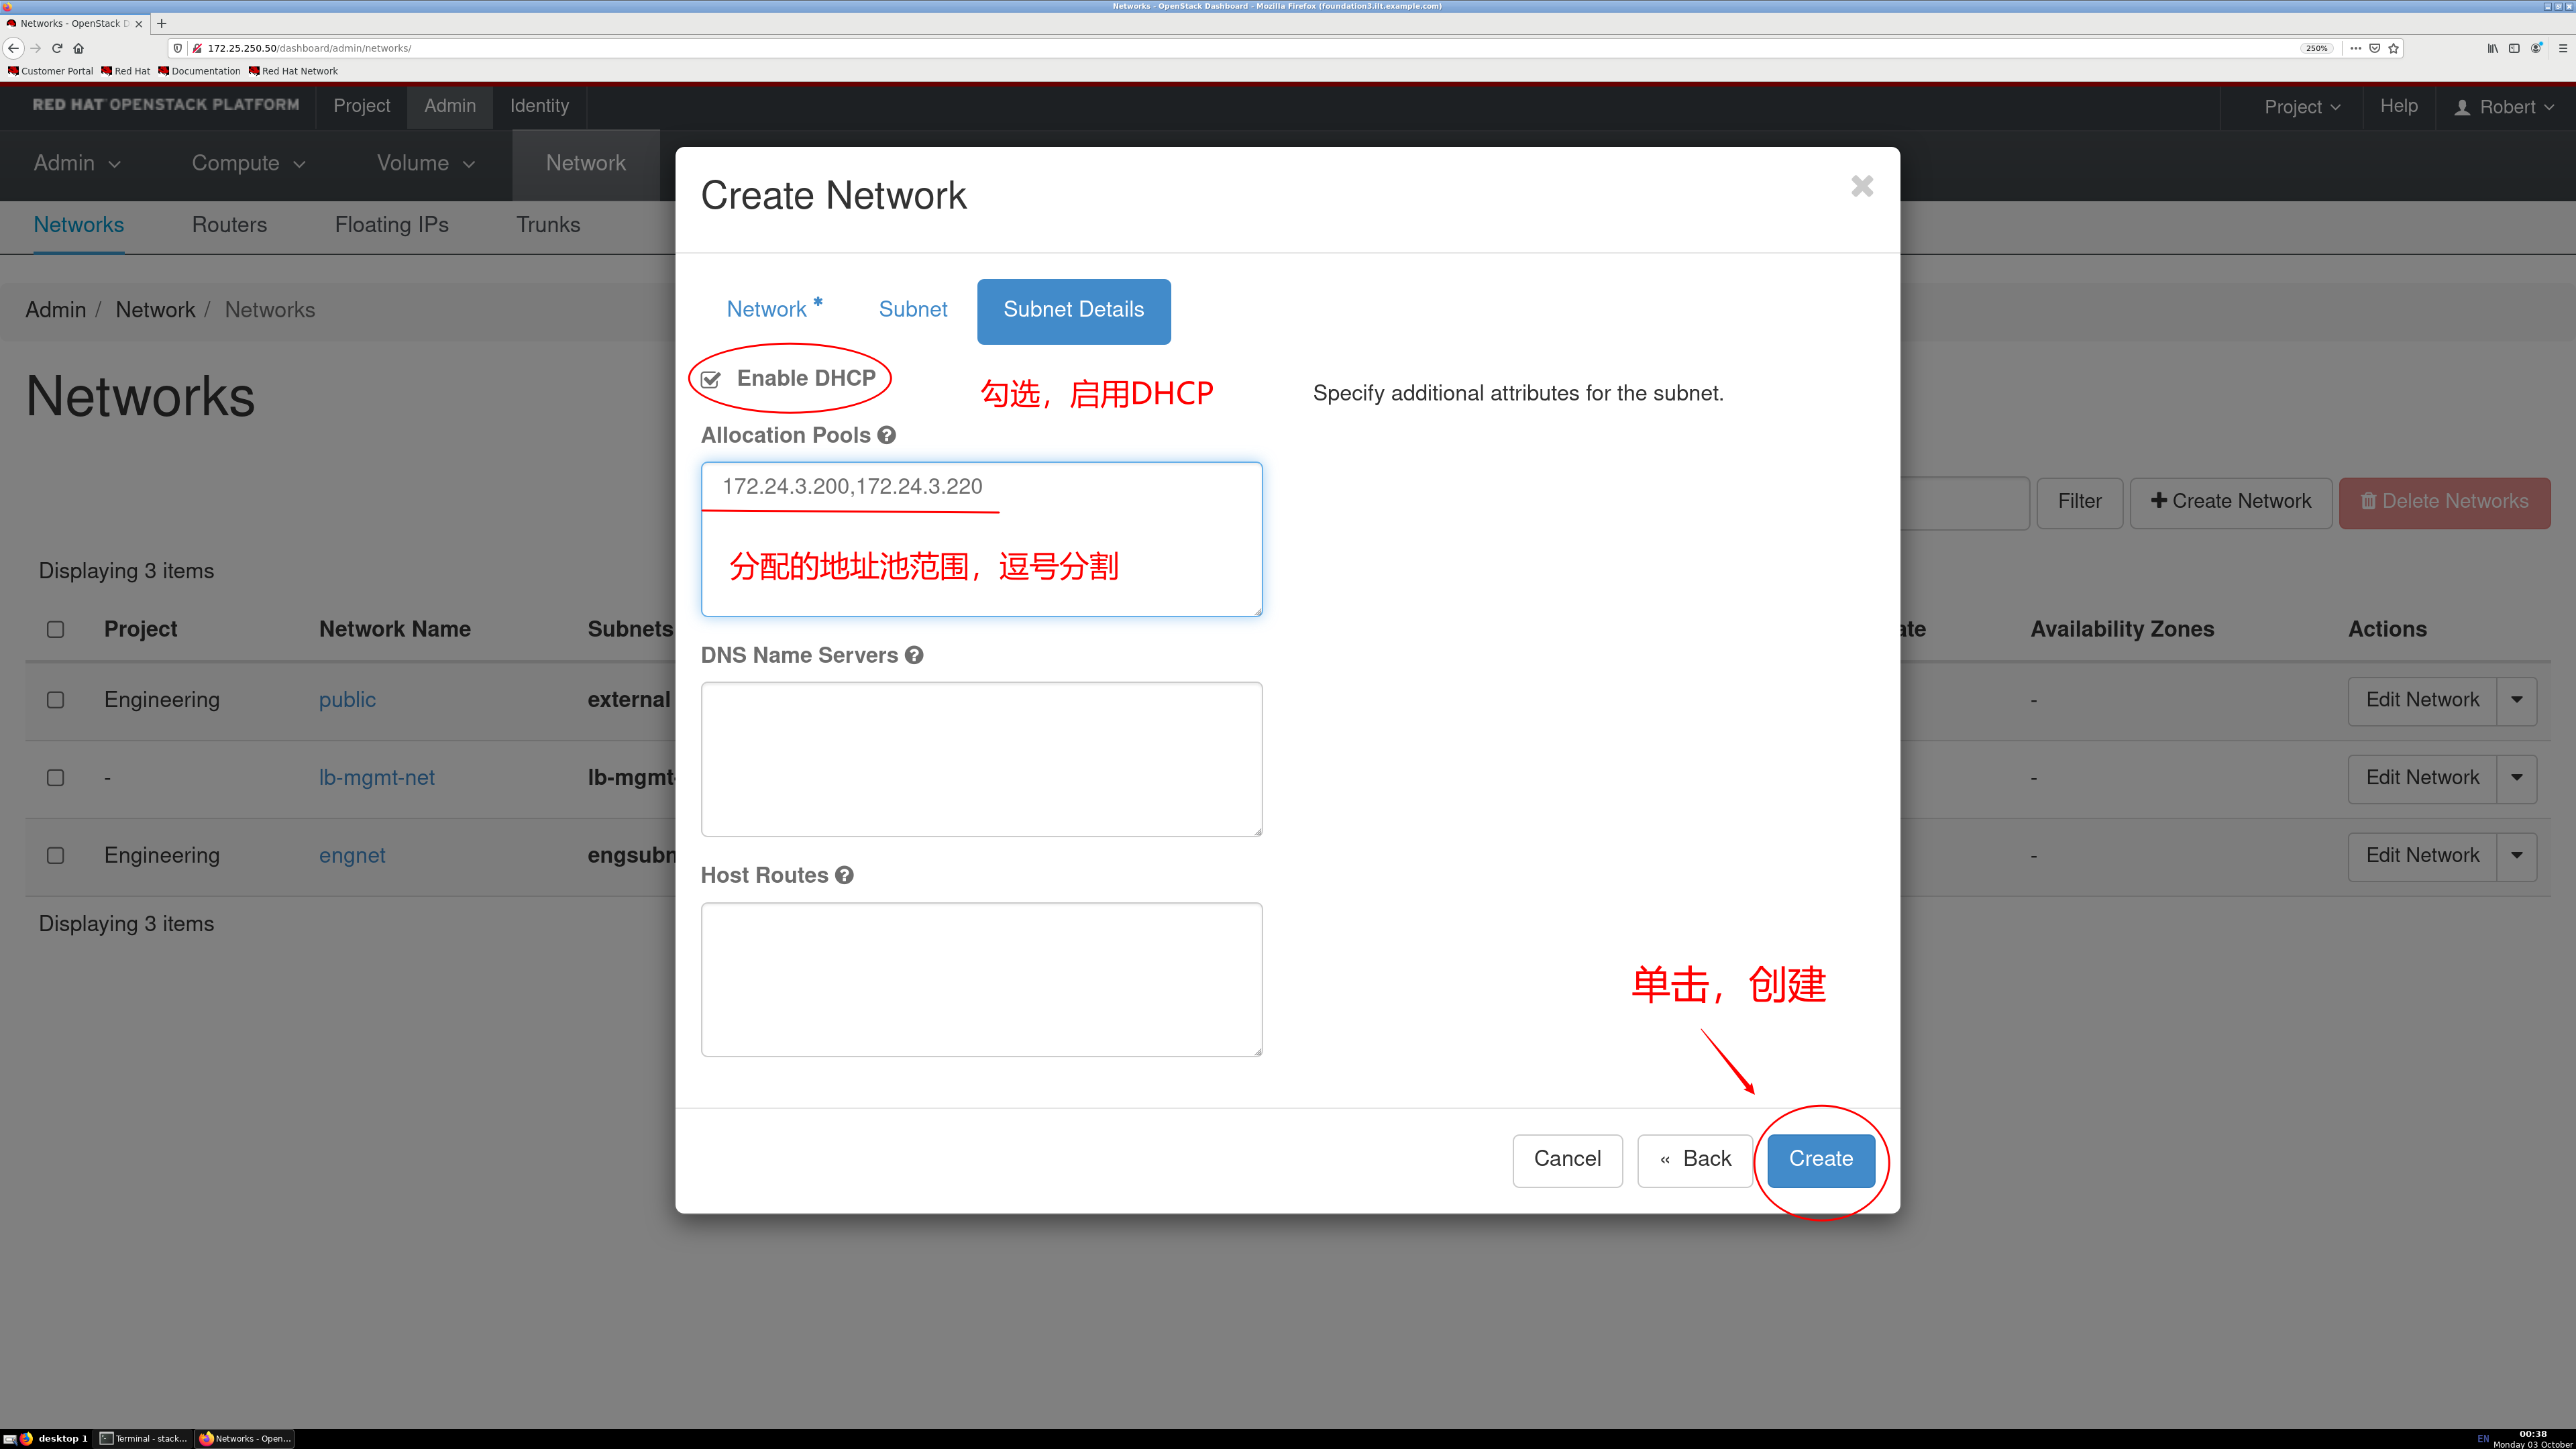 Networks - OpenStack Dashboard - Mozilla Firefox (foundation3.ilt.example.com)
Networks - OpenStack D
172.25.250.50/dashboard/admin/networks/
250%
Customer Portal Red Hat Documentation Red Hat Network
RED HAT OPENSTACK PLATFORM Project Admin Identity Project Help Robert
Admin Compute Volume Network
Networks Routers Floating IPs Trunks
Admin / Network / Networks
Networks
Filter Create Network Delete Networks
Displaying 3 items
Project Network Name Subnets ate Availability Zones Actions
Engineering public external - Edit Network
- lb-mgmt-net lb-mgmt- - Edit Network
Engineering engnet engsubn - Edit Network
Displaying 3 items
Create Network
Network * Subnet Subnet Details
Enable DHCP
勾选，启用DHCP
Specify additional attributes for the subnet.
Allocation Pools
172.24.3.200,172.24.3.220
分配的地址池范围，逗号分割
DNS Name Servers
Host Routes
单击，创建
Cancel « Back Create
desktop 1 Terminal - stack... Networks - Open...
EN
00:38
Monday 03 October